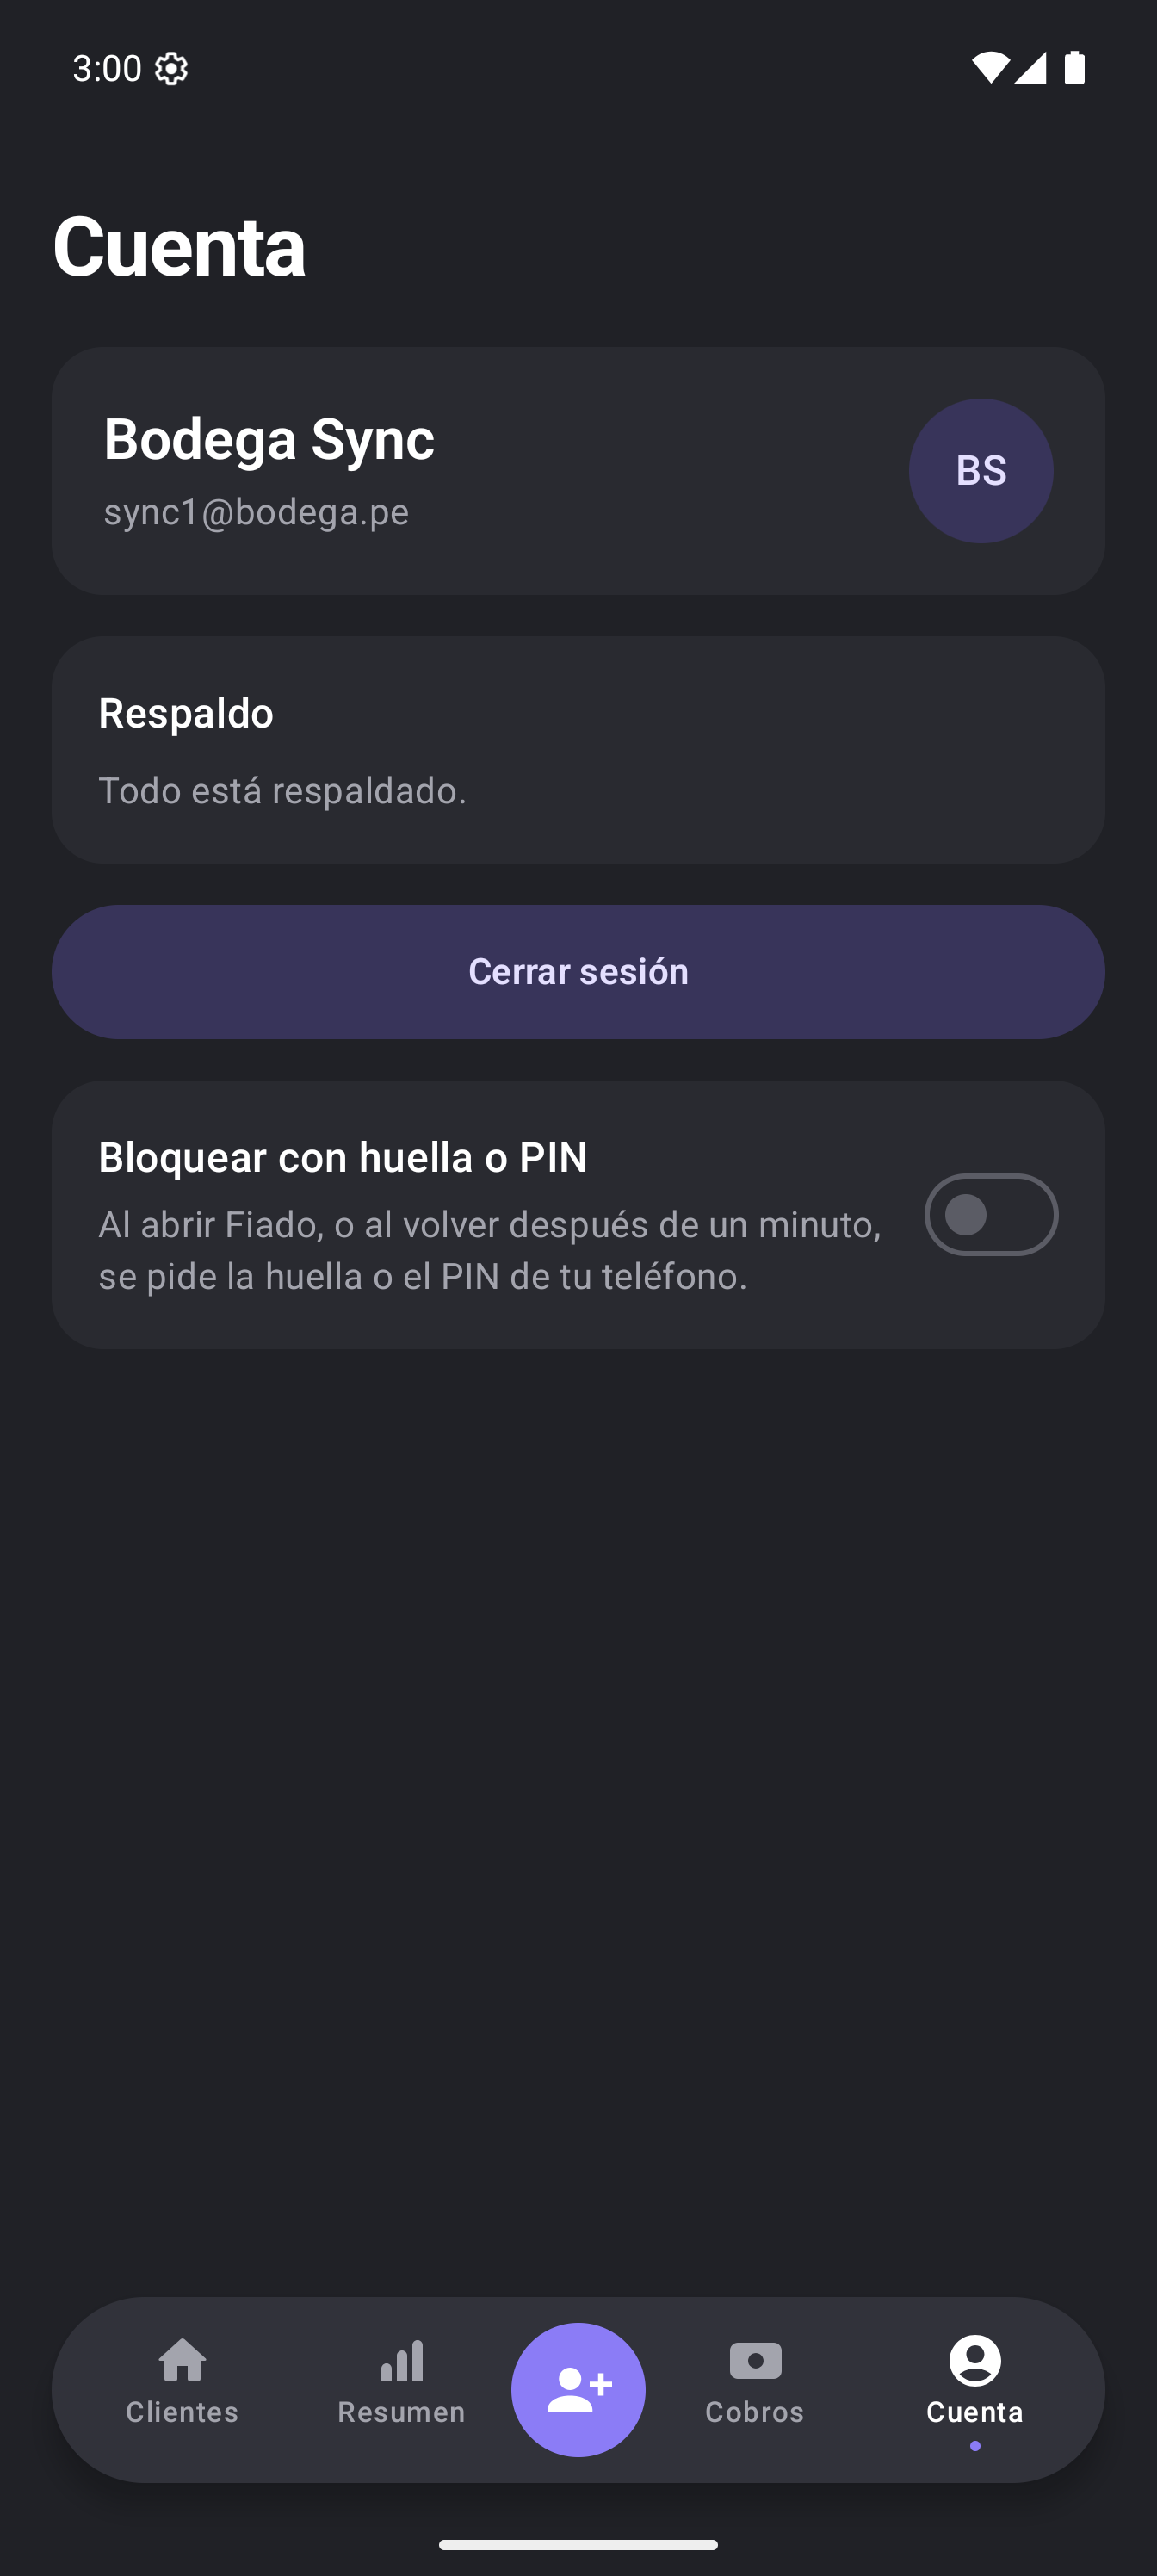 3:00
Cuenta
Bodega Sync
BS
sync1@bodega.pe
Respaldo
Todo está respaldado.
Cerrar sesión
Bloquear con huella o PIN
Al abrir Fiado, o al volver después de un minuto,
se pide la huella o el PIN de tu teléfono.
Clientes
Resumen
Cobros
Cuenta